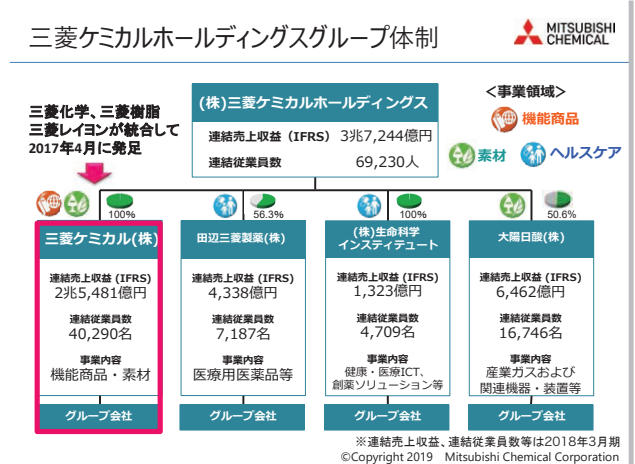 三菱ケミカルホールディングスグループ体制
MITSUBISHI
CHEMICAL
三菱化学、三菱樹脂
三菱レイヨンが統合して
2017年4月に発足
(株)三菱ケミカルホールディングス
連結売上収益（IFRS） 3兆7,244億円
連結従業員数 69,230人
＜事業領域＞
機能商品
素材
ヘルスケア
100%
三菱ケミカル(株)
連結売上収益 (IFRS)
2兆5,481億円
連結従業員数
40,290名
事業内容
機能商品・素材
グループ会社
56.3%
田辺三菱製薬(株)
連結売上収益 (IFRS)
4,338億円
連結従業員数
7,187名
事業内容
医療用医薬品等
グループ会社
100%
(株)生命科学
インスティテュート
連結売上収益 (IFRS)
1,323億円
連結従業員数
4,709名
事業内容
健康・医療ICT、
創薬ソリューション等
グループ会社
50.6%
大陽日酸(株)
連結売上収益 (IFRS)
6,462億円
連結従業員数
16,746名
事業内容
産業ガスおよび
関連機器・装置等
グループ会社
※連結売上収益、連結従業員数等は2018年3月期
©Copyright 2019 Mitsubishi Chemical Corporation